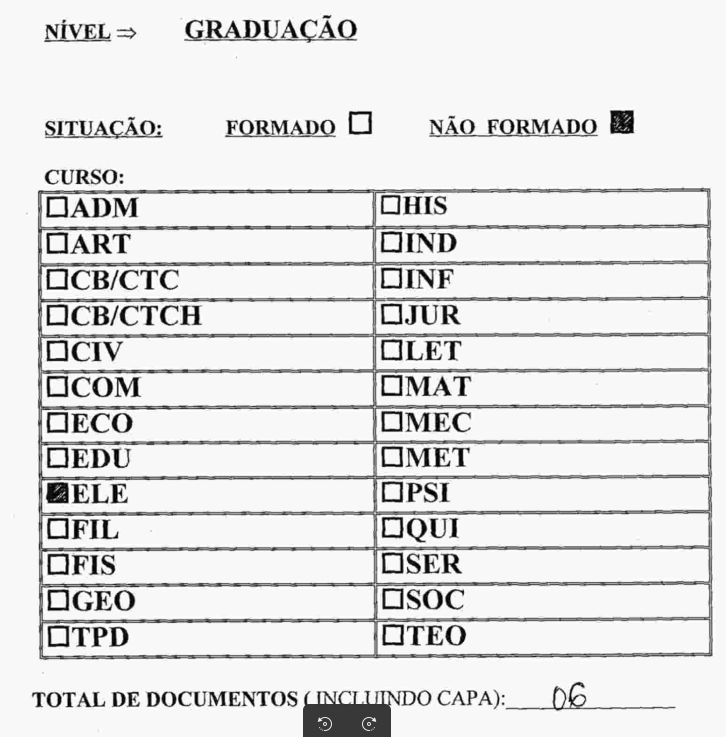 NÍVEL ⇒ GRADUAÇÃO
SITUAÇÃO: FORMADO ☐ NÃO FORMADO ■
CURSO:
☐ADM ☐HIS
☐ART ☐IND
☐CB/CTC ☐INF
☐CB/CTCH ☐JUR
☐CIV ☐LET
☐COM ☐MAT
☐ECO ☐MEC
☐EDU ☐MET
■ELE ☐PSI
☐FIL ☐QUI
☐FIS ☐SER
☐GEO ☐SOC
☐TPD ☐TEO
TOTAL DE DOCUMENTOS ( INCLUINDO CAPA): 06